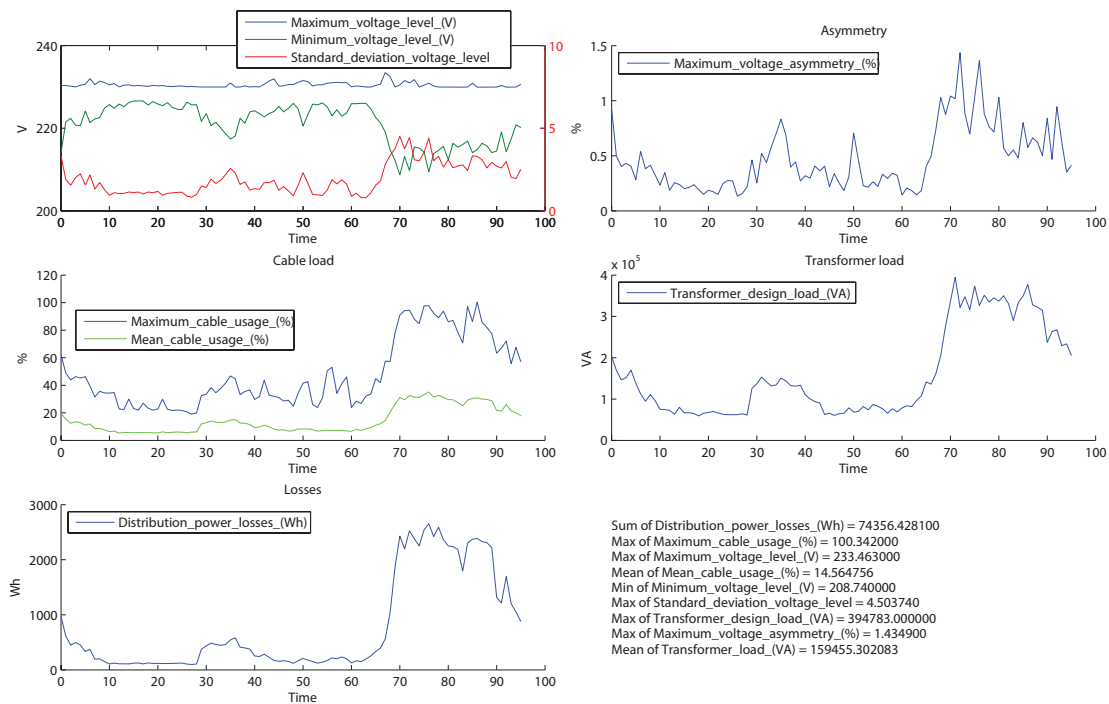 Maximum_voltage_level_(V)
Minimum_voltage_level_(V)
Standard_deviation_voltage_level
240
220
200
V
10
5
0
0 10 20 30 40 50 60 70 80 90 100
Time
Asymmetry
Maximum_voltage_asymmetry_(%)
1.5
1
0.5
0
%
0 10 20 30 40 50 60 70 80 90 100
Time
Cable load
Maximum_cable_usage_(%)
Mean_cable_usage_(%)
120
100
80
60
40
20
0
%
0 10 20 30 40 50 60 70 80 90 100
Time
Transformer load
x 10^5
Transformer_design_load_(VA)
4
3
2
1
0
VA
0 10 20 30 40 50 60 70 80 90 100
Time
Losses
Distribution_power_losses_(Wh)
3000
2000
1000
0
Wh
0 10 20 30 40 50 60 70 80 90 100
Time
Sum of Distribution_power_losses_(Wh) = 74356.428100
Max of Maximum_cable_usage_(%) = 100.342000
Max of Maximum_voltage_level_(V) = 233.463000
Mean of Mean_cable_usage_(%) = 14.564756
Min of Minimum_voltage_level_(V) = 208.740000
Max of Standard_deviation_voltage_level = 4.503740
Max of Transformer_design_load_(VA) = 394783.000000
Max of Maximum_voltage_asymmetry_(%) = 1.434900
Mean of Transformer_load_(VA) = 159455.302083